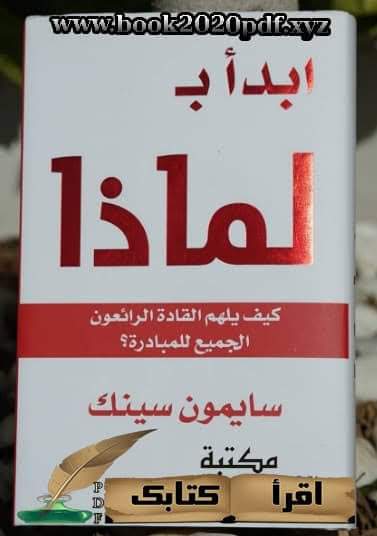 www.book2020pdf.xyz
ابدأ بـ
لماذا
كيف يلهم القادة الرائعون
الجميع للمبادرة؟
سايمون سينك
مكتبة
اقرأ كتابك
PDF